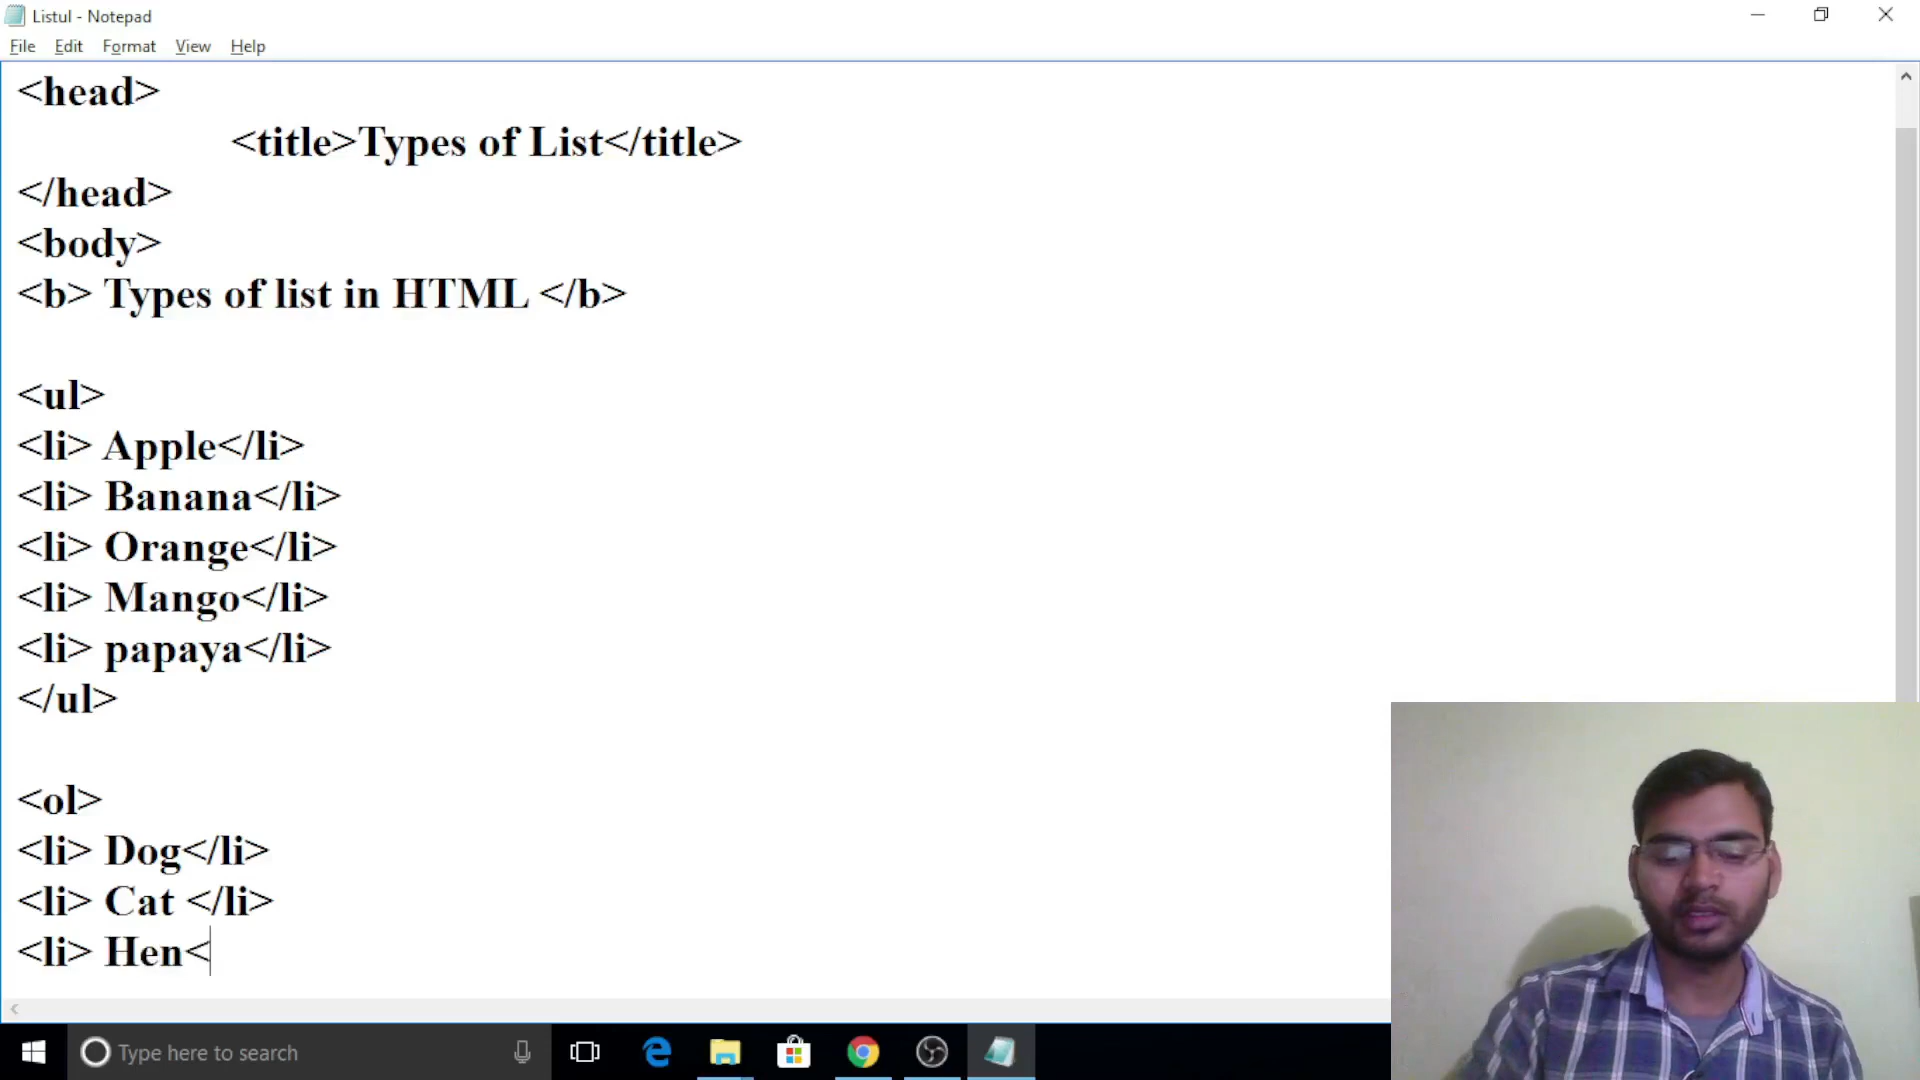 Listul - Notepad
File Edit Format View Help
<head>
<title>Types of List</title>
</head>
<body>
<b> Types of list in HTML </b>
<ul>
<li> Apple</li>
<li> Banana</li>
<li> Orange</li>
<li> Mango</li>
<li> papaya</li>
</ul>
<ol>
<li> Dog</li>
<li> Cat </li>
<li> Hen<
Type here to search